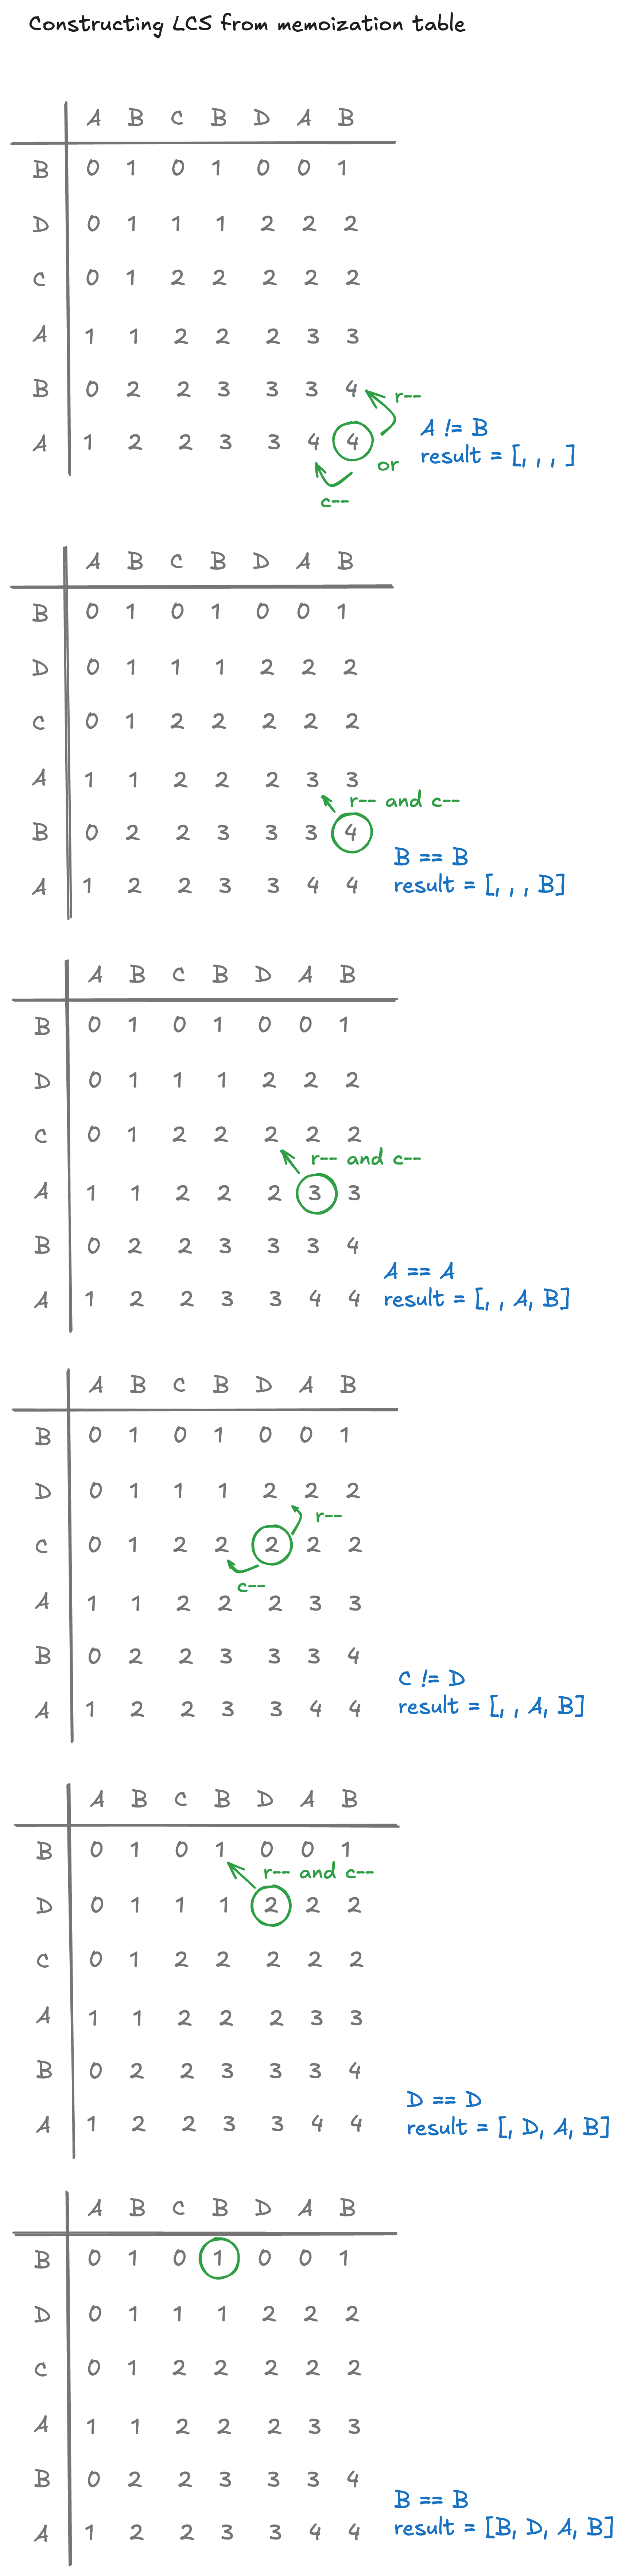 Constructing LCS from memoization table
A B C B D A B
B 0 1 0 1 0 0 1
D 0 1 1 1 2 2 2
C 0 1 2 2 2 2 2
A 1 1 2 2 2 3 3
B 0 2 2 3 3 3 4
r--
A 1 2 2 3 3 4 4
or
c--
A != B
result = [, , , ]
A B C B D A B
B 0 1 0 1 0 0 1
D 0 1 1 1 2 2 2
C 0 1 2 2 2 2 2
A 1 1 2 2 2 3 3
r-- and c--
B 0 2 2 3 3 3 4
A 1 2 2 3 3 4 4
B == B
result = [, , , B]
A B C B D A B
B 0 1 0 1 0 0 1
D 0 1 1 1 2 2 2
C 0 1 2 2 2 2 2
r-- and c--
A 1 1 2 2 2 3 3
B 0 2 2 3 3 3 4
A 1 2 2 3 3 4 4
A == A
result = [, , A, B]
A B C B D A B
B 0 1 0 1 0 0 1
D 0 1 1 1 2 2 2
r--
C 0 1 2 2 2 2 2
c--
A 1 1 2 2 2 3 3
B 0 2 2 3 3 3 4
A 1 2 2 3 3 4 4
C != D
result = [, , A, B]
A B C B D A B
B 0 1 0 1 0 0 1
r-- and c--
D 0 1 1 1 2 2 2
C 0 1 2 2 2 2 2
A 1 1 2 2 2 3 3
B 0 2 2 3 3 3 4
A 1 2 2 3 3 4 4
D == D
result = [, D, A, B]
A B C B D A B
B 0 1 0 1 0 0 1
D 0 1 1 1 2 2 2
C 0 1 2 2 2 2 2
A 1 1 2 2 2 3 3
B 0 2 2 3 3 3 4
A 1 2 2 3 3 4 4
B == B
result = [B, D, A, B]